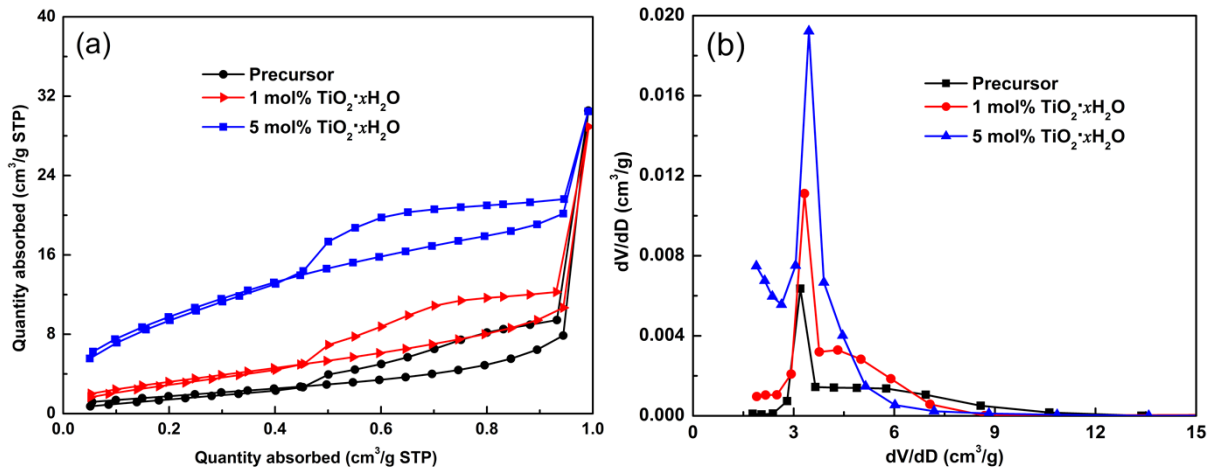 (a)
Precursor
1 mol% TiO₂·xH₂O
5 mol% TiO₂·xH₂O
40
32
24
16
8
0
0.0 0.2 0.4 0.6 0.8 1.0
Quantity absorbed (cm³/g STP)
Quantity absorbed (cm³/g STP)
(b)
Precursor
1 mol% TiO₂·xH₂O
5 mol% TiO₂·xH₂O
0.020
0.016
0.012
0.008
0.004
0.000
3 6 9 12 15
dV/dD (cm³/g)
dV/dD (cm³/g)